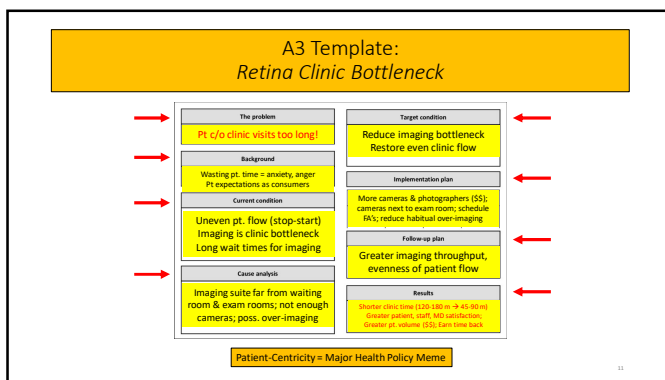 A3 Template:
Retina Clinic Bottleneck
The problem
Pt c/o clinic visits too long!
Background
Wasting pt. time = anxiety, anger
Pt expectations as consumers
Current condition
Uneven pt. flow (stop-start)
Imaging is clinic bottleneck
Long wait times for imaging
Cause analysis
Imaging suite far from waiting
room & exam rooms; not enough
cameras; poss. over-imaging
Target condition
Reduce imaging bottleneck
Restore even clinic flow
Implementation plan
More cameras & photographers ($$);
cameras next to exam room; schedule
FA's; reduce habitual over-imaging
Follow-up plan
Greater imaging throughput,
evenness of patient flow
Results
Shorter clinic time (120-180 m → 45-90 m)
Greater patient, staff, MD satisfaction;
Greater pt. volume ($$); Earn time back
Patient-Centricity = Major Health Policy Meme
11